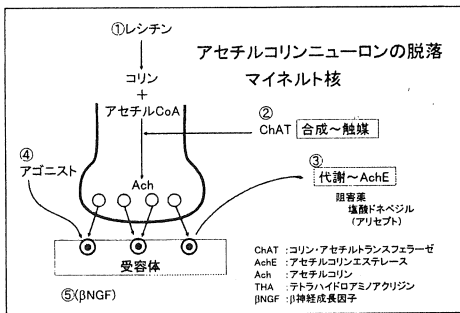 ①レシチン
アセチルコリンニューロンの脱落
マイネルト核
コリン
+
アセチルCoA
②
ChAT 合成~触媒
④
アゴニスト
Ach
③
代謝~AchE
阻害薬
塩酸ドネペジル
(アリセプト)
受容体
⑤(βNGF)
ChAT :コリン・アセチルトランスフェラーゼ
AchE :アセチルコリンエステレース
Ach :アセチルコリン
THA :テトラハイドロアミノアクリジン
βNGF :β神経成長因子